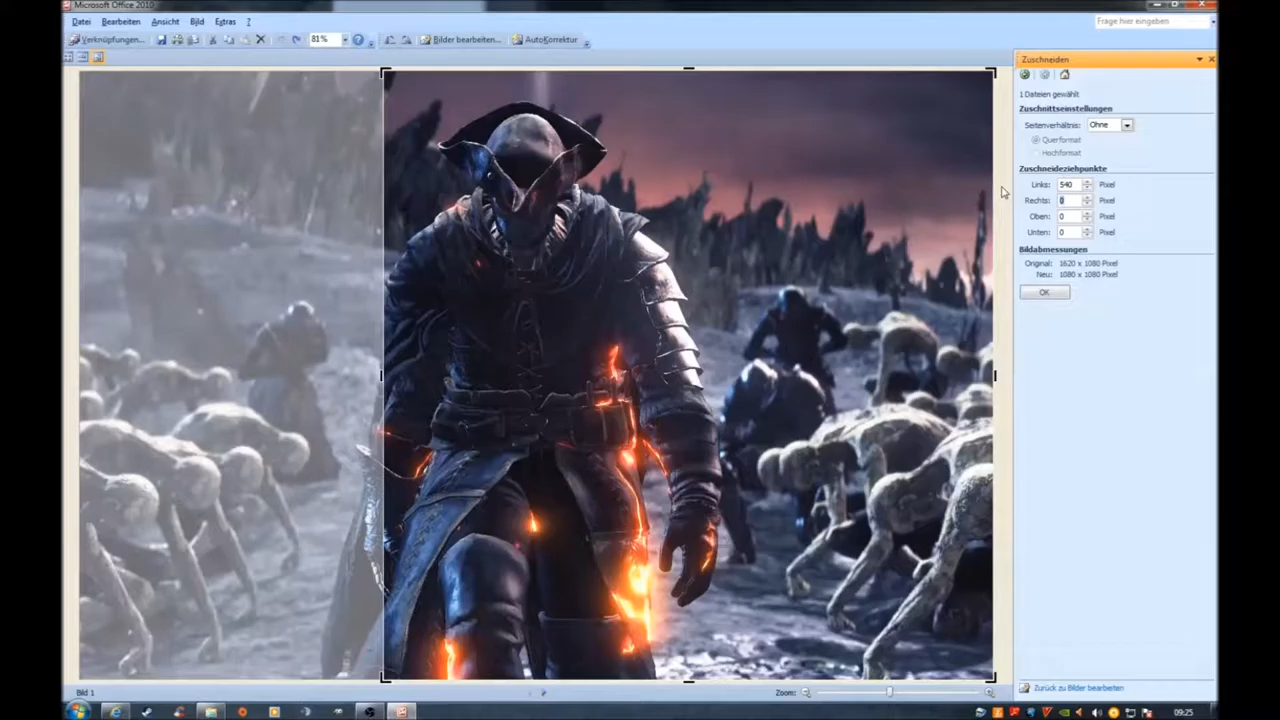 Microsoft Office 2010
Datei Bearbeiten Ansicht Bild Extras ?
Frage hier eingeben
Verknüpfungen... 81% Bilder bearbeiten... AutoKorrektur
Zuschneiden
1 Dateien gewählt
Zuschnittseinstellungen
Seitenverhältnis: Ohne
Querformat
Hochformat
Zuschneideziehpunkte
Links: 540 Pixel
Rechts: 0 Pixel
Oben: 0 Pixel
Unten: 0 Pixel
Bildabmessungen
Original: 1620 x 1080 Pixel
Neu: 1080 x 1080 Pixel
OK
Zurück zu Bilder bearbeiten
Bild 1
Zoom:
09:25